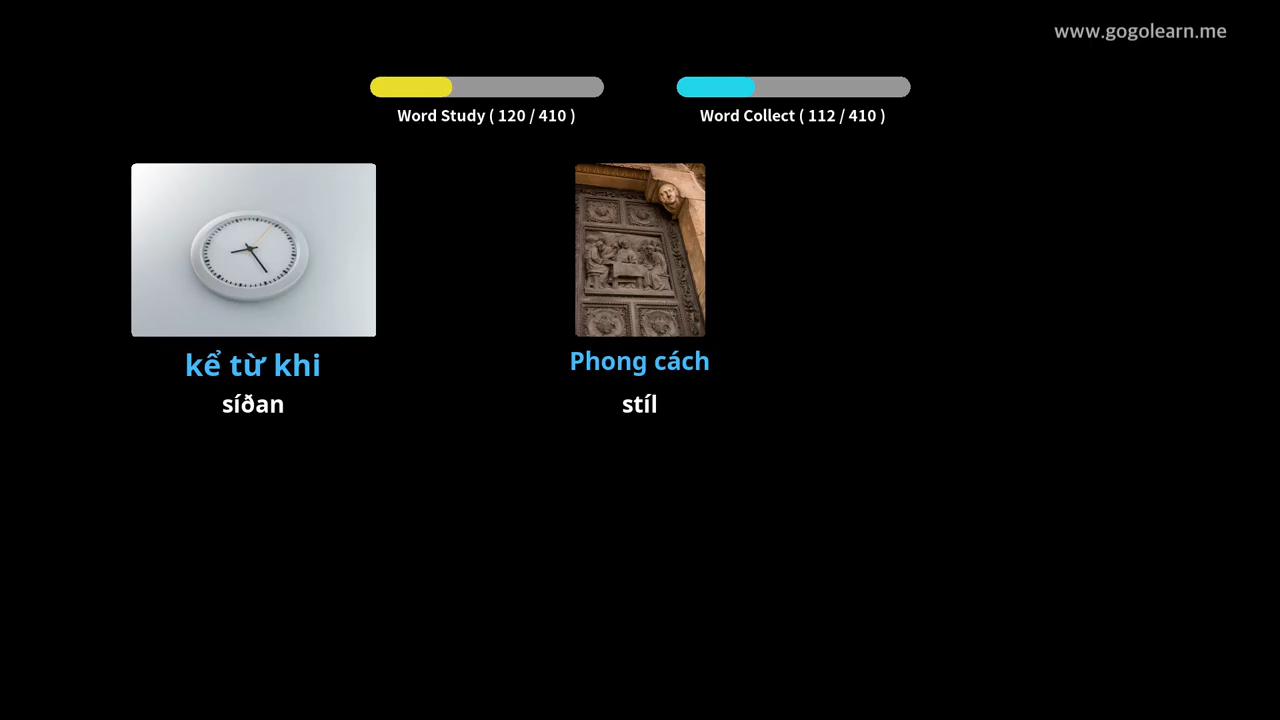 www.gogolearn.me
Word Study ( 120 / 410 )
Word Collect ( 112 / 410 )
kể từ khi
síðan
Phong cách
stíl